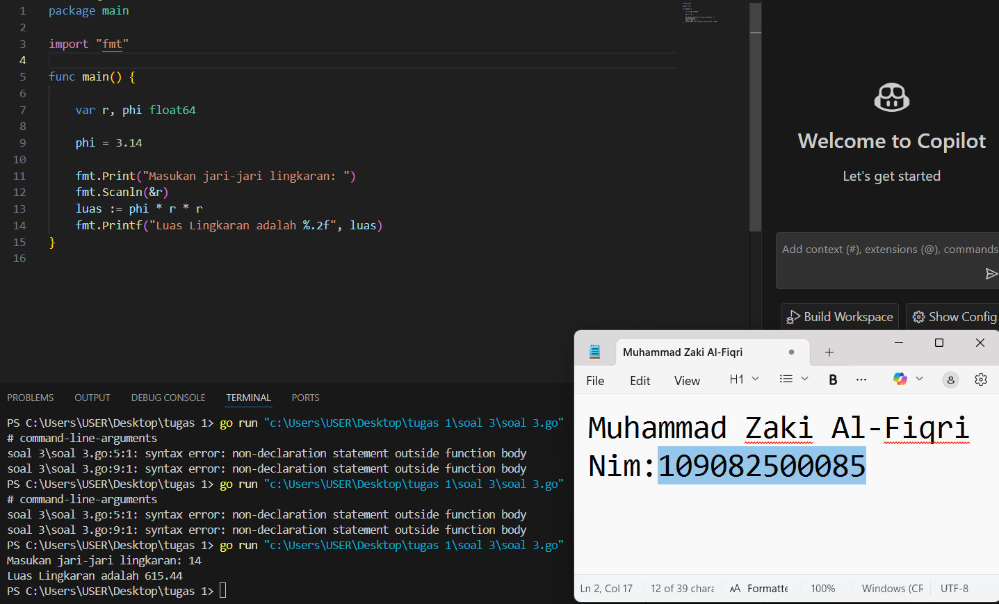 1 package main
2
3 import "fmt"
4
5 func main() {
6
7 var r, phi float64
8
9 phi = 3.14
10
11 fmt.Print("Masukan jari-jari lingkaran: ")
12 fmt.Scanln(&r)
13 luas := phi * r * r
14 fmt.Printf("Luas Lingkaran adalah %.2f", luas)
15 }
16
Welcome to Copilot
Let's get started
Add context (#), extensions (@), commands
Build Workspace Show Config
PROBLEMS OUTPUT DEBUG CONSOLE TERMINAL PORTS
PS C:\Users\USER\Desktop\tugas 1> go run "c:\Users\USER\Desktop\tugas 1\soal 3\soal 3.go"
# command-line-arguments
soal 3\soal 3.go:5:1: syntax error: non-declaration statement outside function body
soal 3\soal 3.go:9:1: syntax error: non-declaration statement outside function body
PS C:\Users\USER\Desktop\tugas 1> go run "c:\Users\USER\Desktop\tugas 1\soal 3\soal 3.go"
# command-line-arguments
soal 3\soal 3.go:5:1: syntax error: non-declaration statement outside function body
soal 3\soal 3.go:9:1: syntax error: non-declaration statement outside function body
PS C:\Users\USER\Desktop\tugas 1> go run "c:\Users\USER\Desktop\tugas 1\soal 3\soal 3.go"
Masukan jari-jari lingkaran: 14
Luas Lingkaran adalah 615.44
PS C:\Users\USER\Desktop\tugas 1>
Muhammad Zaki Al-Fiqri
File Edit View H1 B ...
Muhammad Zaki Al-Fiqri
Nim:109082500085
Ln 2, Col 17 12 of 39 chara Formatte 100% Windows (CR UTF-8